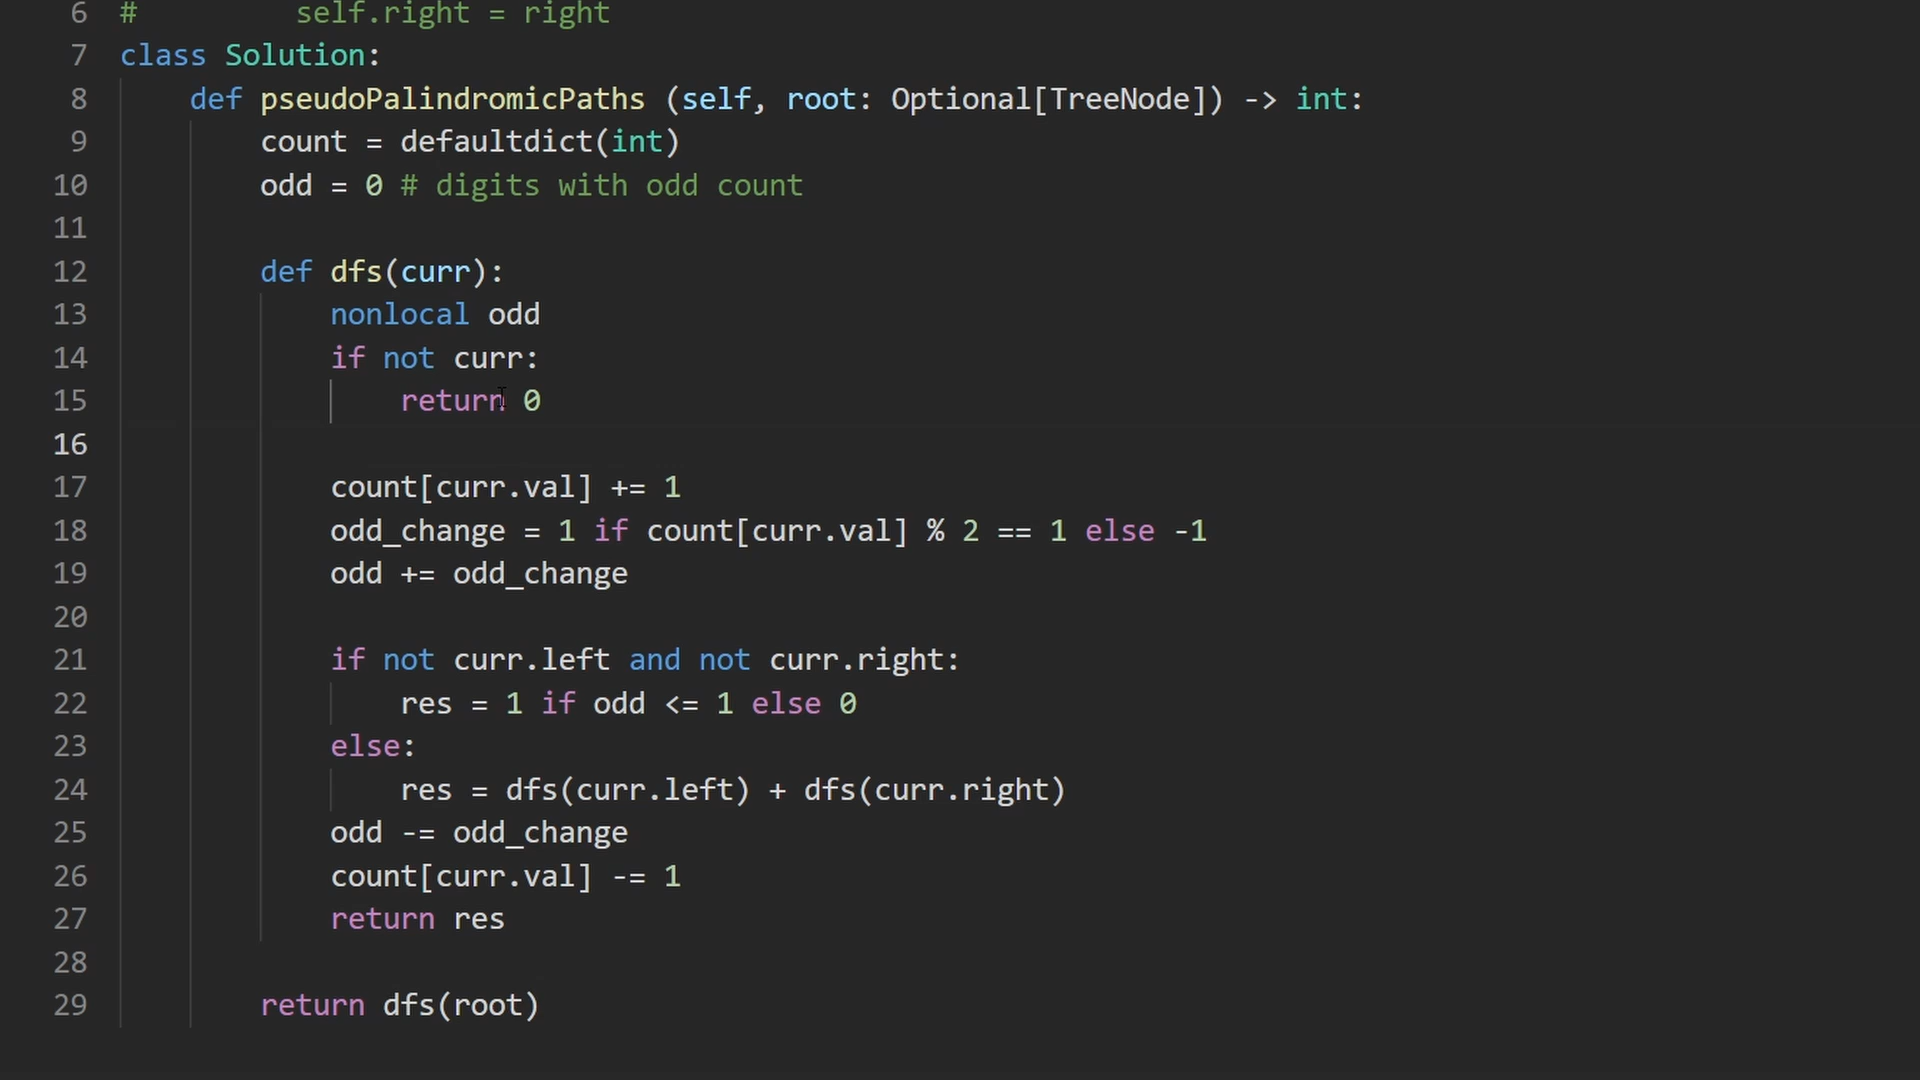 6 #         self.right = right
7 class Solution:
8     def pseudoPalindromicPaths (self, root: Optional[TreeNode]) -> int:
9         count = defaultdict(int)
10         odd = 0 # digits with odd count
11
12         def dfs(curr):
13             nonlocal odd
14             if not curr:
15                 return 0
16
17             count[curr.val] += 1
18             odd_change = 1 if count[curr.val] % 2 == 1 else -1
19             odd += odd_change
20
21             if not curr.left and not curr.right:
22                 res = 1 if odd <= 1 else 0
23             else:
24                 res = dfs(curr.left) + dfs(curr.right)
25             odd -= odd_change
26             count[curr.val] -= 1
27             return res
28
29         return dfs(root)